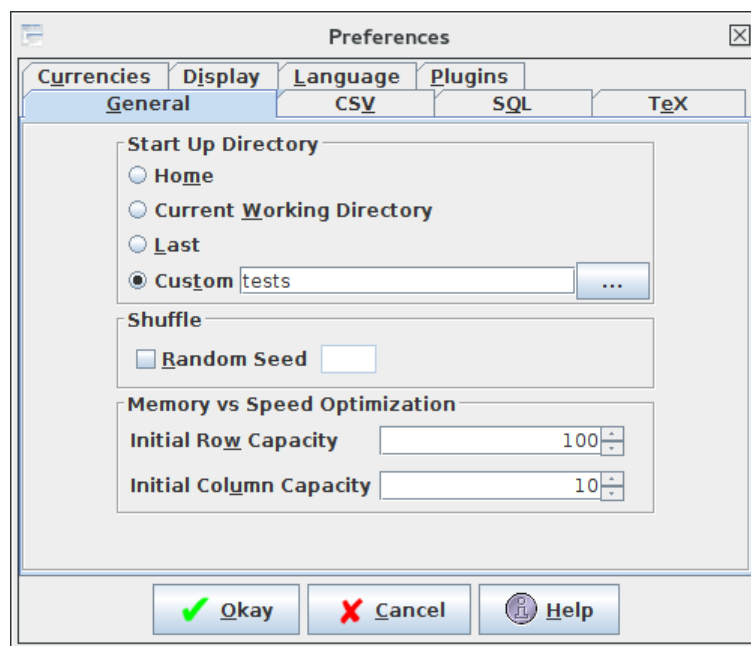 Preferences
Currencies Display Language Plugins
General CSV SQL TeX
Start Up Directory
Home
Current Working Directory
Last
Custom tests ...
Shuffle
Random Seed
Memory vs Speed Optimization
Initial Row Capacity 100
Initial Column Capacity 10
Okay Cancel Help